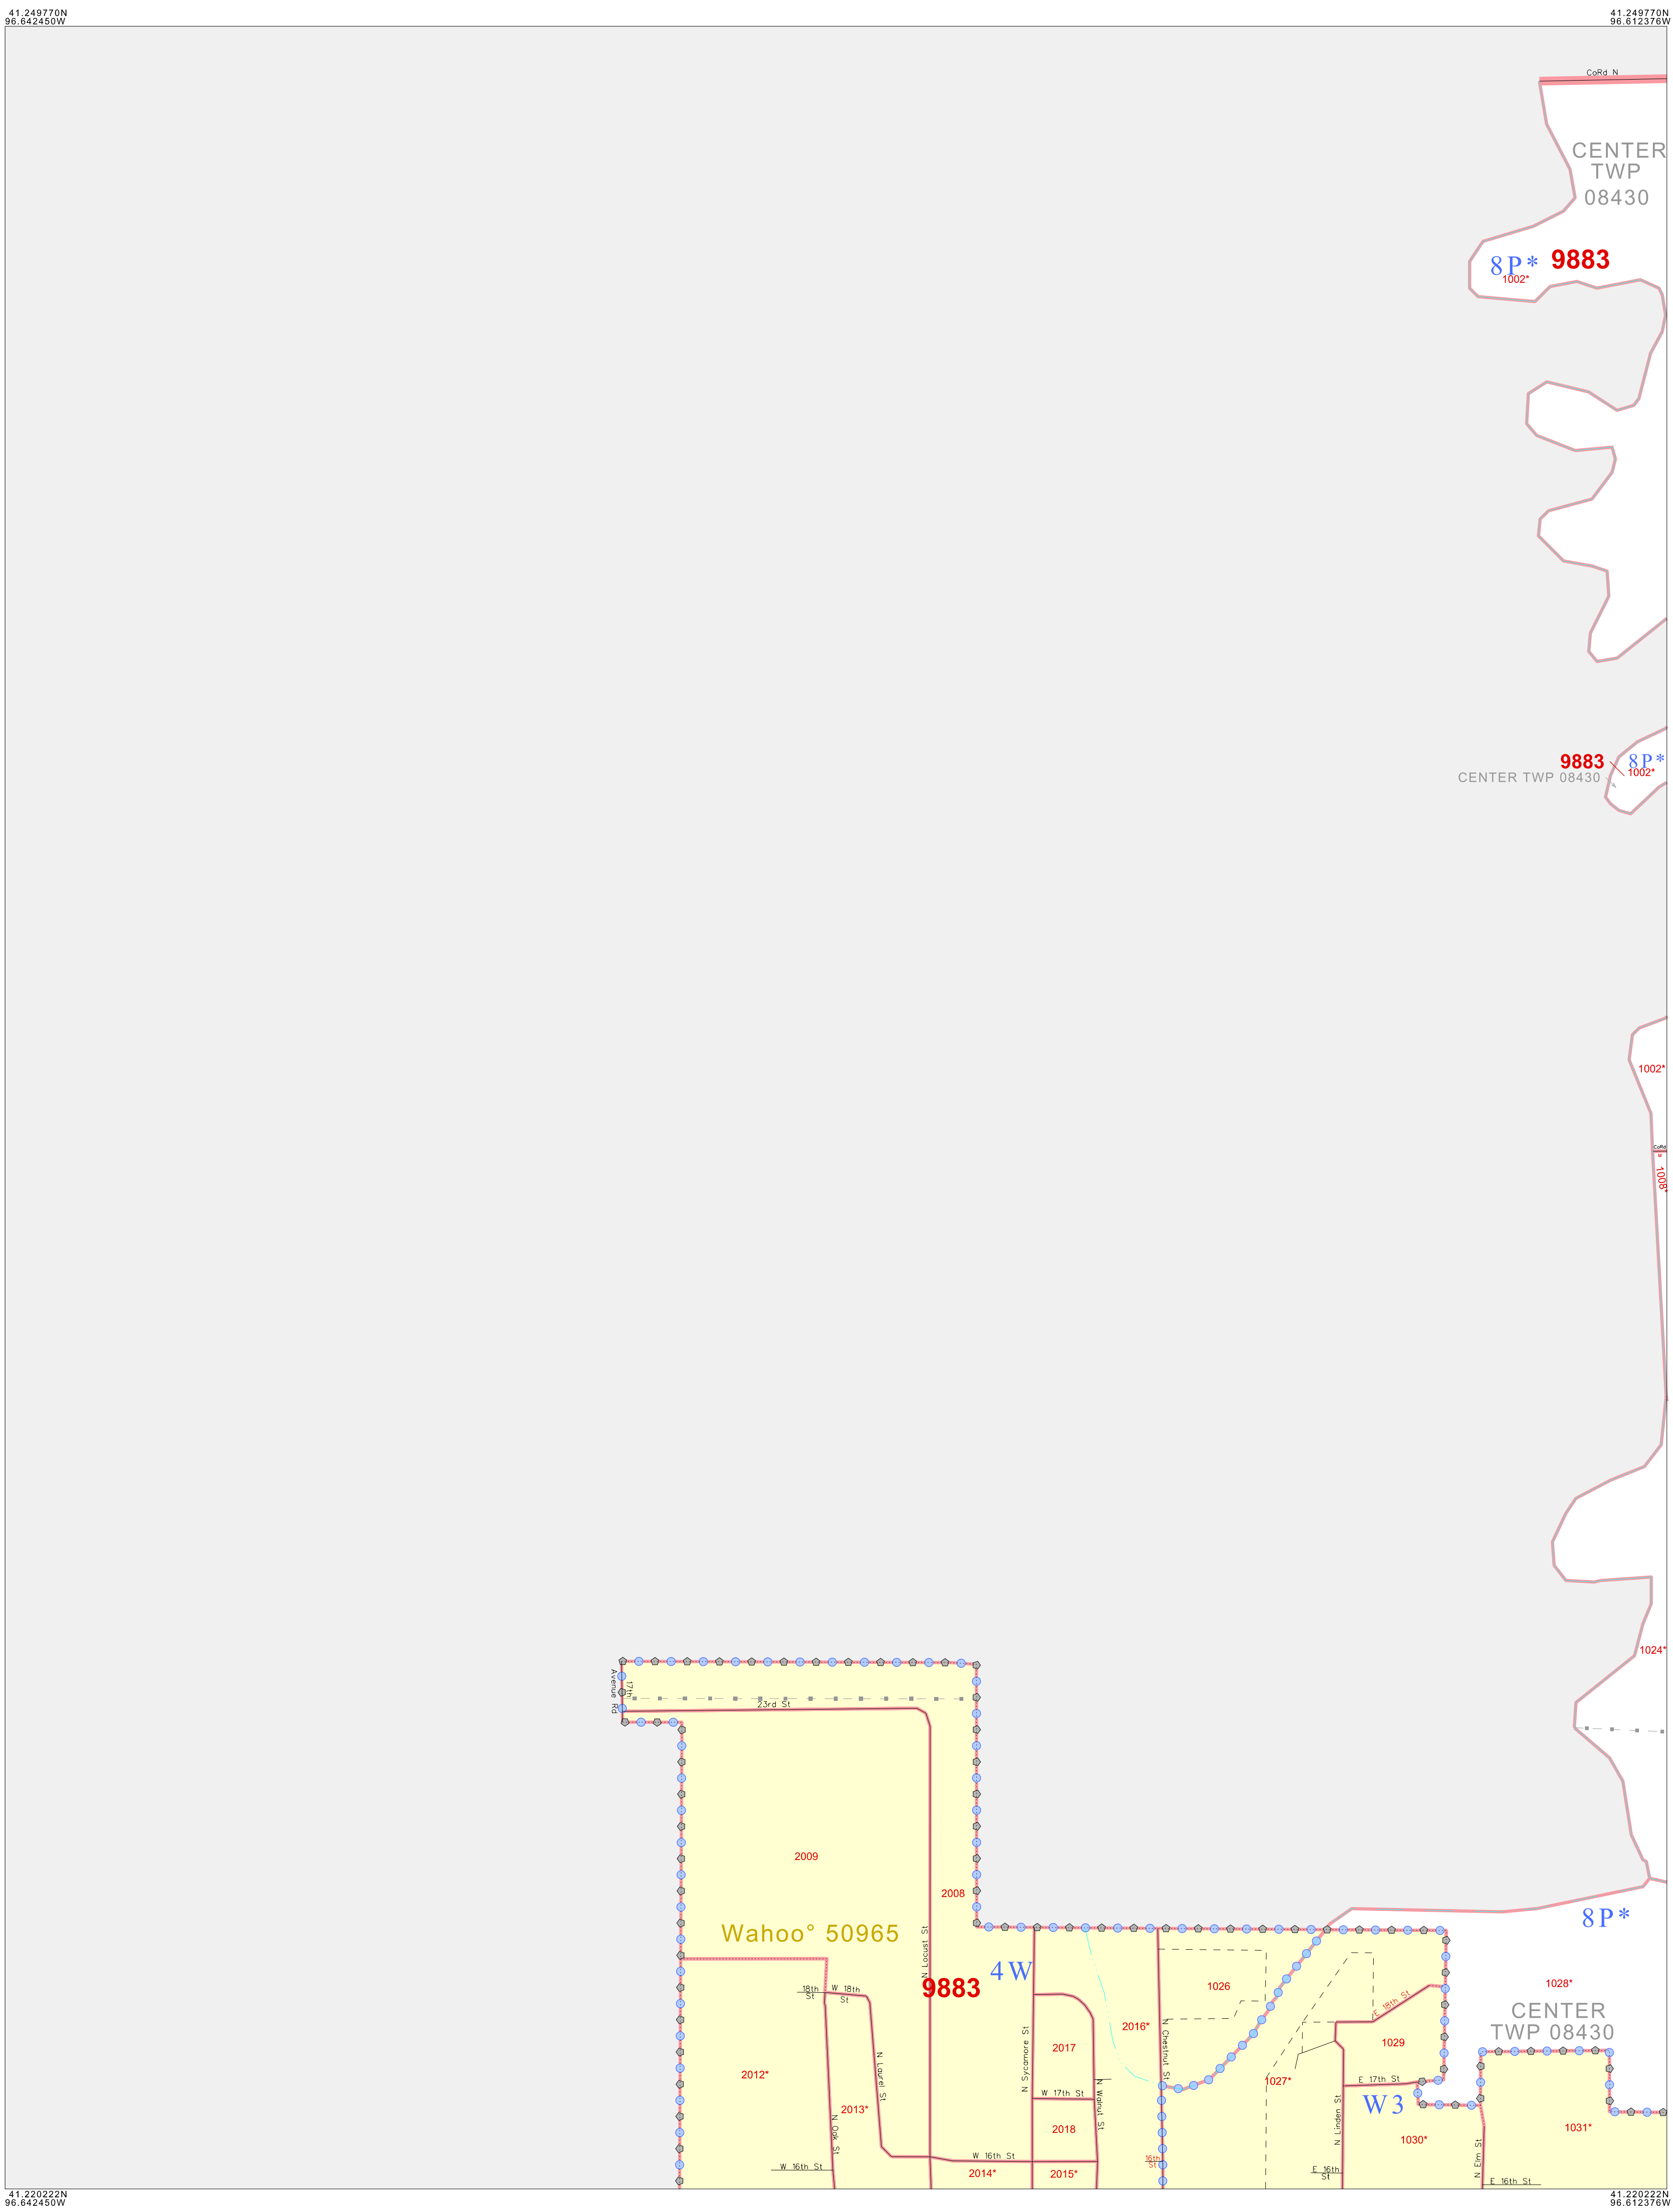 41.249770N
96.642450W
41.249770N
96.612376W
CoRd N
CENTER
TWP
08430
8P*
9883
1002*
9883
8P*
1002*
CENTER TWP 08430
1002*
CoRd
1008*
1024*
17th
Avenue Rd
23rd St
2009
2008
Wahoo° 50965
8P*
N Locust St
4W
9883
1026
1028*
18th
St
W 18th
St
E 18th St
CENTER
TWP 08430
2016*
N Chestnut St
N Sycamore St
2017
1029
2012*
N Laurel St
1027*
E 17th St
2013*
W 17th St
N Walnut St
W3
N Oak St
2018
N Linden St
1030*
1031*
N Elm St
W 16th St
16th
St
W 16th St
2014*
2015*
E 16th
St
E 16th St
41.220222N
96.642450W
41.220222N
96.612376W